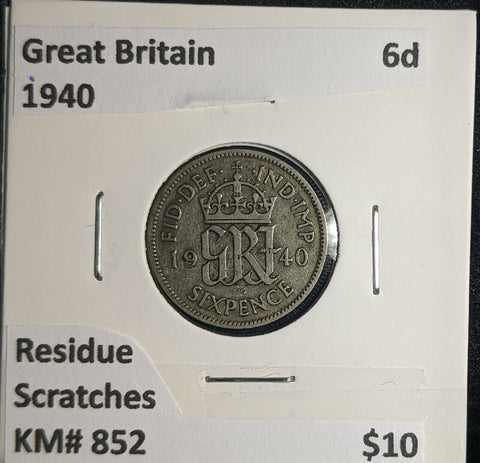 Great Britain 6d
1940
FID·DEF IND·IMP
19 GRI 40
SIXPENCE
Residue
Scratches
KM# 852 $10